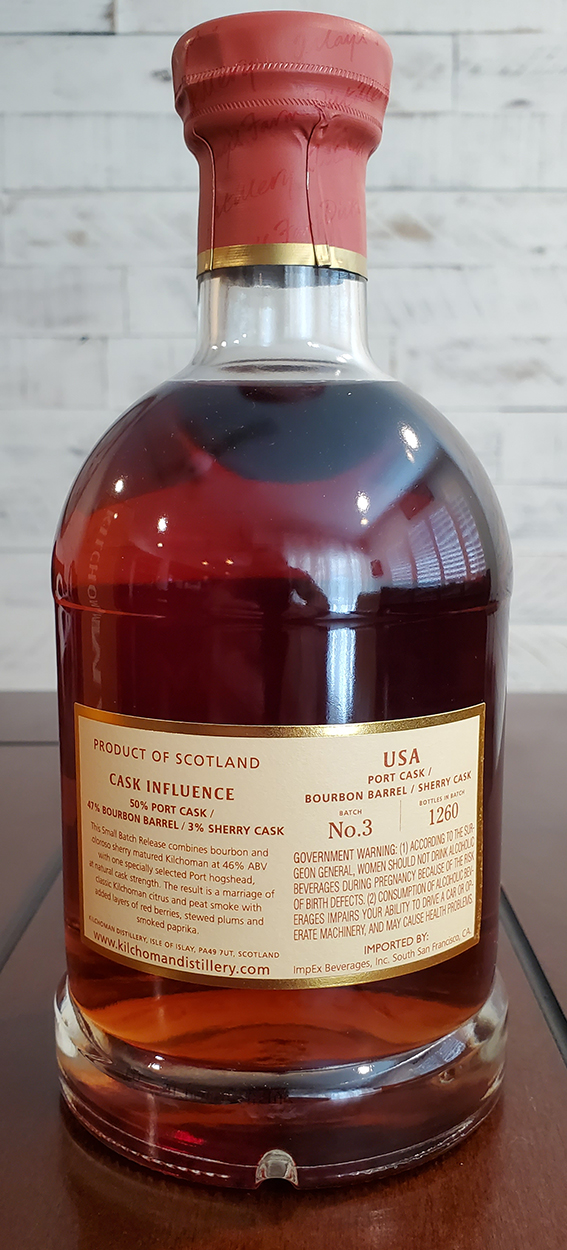 PRODUCT OF SCOTLAND
CASK INFLUENCE
50% PORT CASK /
47% BOURBON BARREL / 3% SHERRY CASK
This Small Batch Release combines bourbon and
oloroso sherry matured Kilchoman at 46% ABV
with one specially selected Port hogshead,
at natural cask strength. The result is a marriage of
classic Kilchoman citrus and peat smoke with
added layers of red berries, stewed plums and
smoked paprika.
KILCHOMAN DISTILLERY, ISLE OF ISLAY, PA49 7UT, SCOTLAND
www.kilchomandistillery.com
USA
PORT CASK /
BOURBON BARREL / SHERRY CASK
BATCH
No.3
BOTTLES IN BATCH
1260
GOVERNMENT WARNING: (1) ACCORDING TO THE SUR-
GEON GENERAL, WOMEN SHOULD NOT DRINK ALCOHOLIC
BEVERAGES DURING PREGNANCY BECAUSE OF THE RISK
OF BIRTH DEFECTS. (2) CONSUMPTION OF ALCOHOLIC BEV-
ERAGES IMPAIRS YOUR ABILITY TO DRIVE A CAR OR OP-
ERATE MACHINERY, AND MAY CAUSE HEALTH PROBLEMS.
IMPORTED BY:
ImpEx Beverages, Inc. South San Francisco, CA.